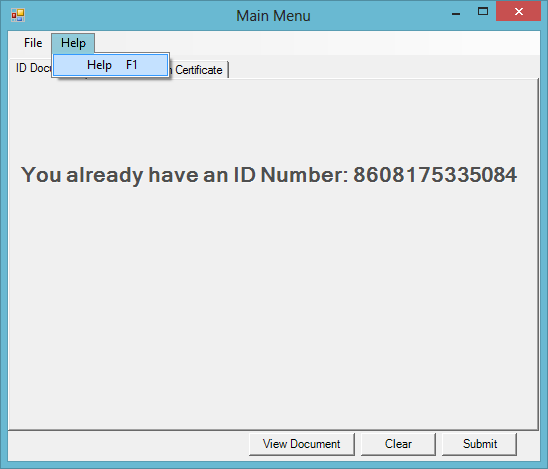 Main Menu
File Help
Help F1
ID Certificate
You already have an ID Number: 8608175335084
View Document Clear Submit